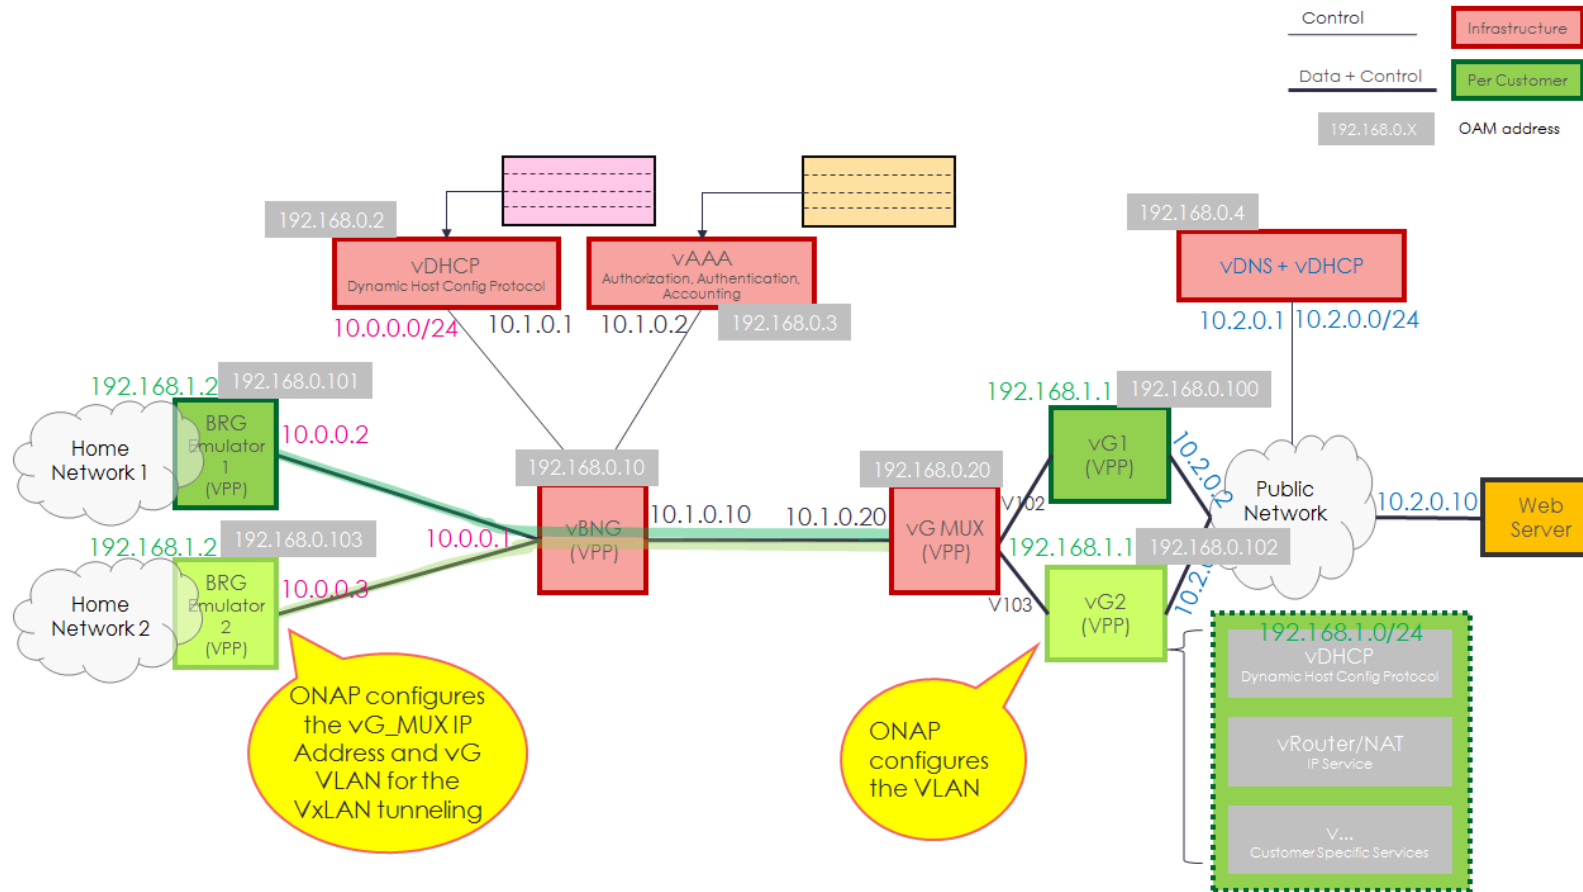 Control
Infrastructure
Data + Control
Per Customer
192.168.0.X
OAM address
192.168.0.2
192.168.0.4
vDHCP
Dynamic Host Config Protocol
vAAA
Authorization, Authentication,
Accounting
vDNS + vDHCP
10.0.0.0/24
10.1.0.1
10.1.0.2
192.168.0.3
10.2.0.1
10.2.0.0/24
192.168.1.2
192.168.0.101
192.168.1.1
192.168.0.100
Home
Network 1
BRG
Emulator
1
(VPP)
10.0.0.2
192.168.0.10
192.168.0.20
vG1
(VPP)
10.2.0.2
Public
Network
10.2.0.10
Web
Server
V102
192.168.1.2
192.168.0.103
10.0.0.1
vBNG
(VPP)
10.1.0.10
10.1.0.20
vG MUX
(VPP)
192.168.1.1
192.168.0.102
Home
Network 2
BRG
Emulator
2
(VPP)
10.0.0.3
V103
vG2
(VPP)
ONAP configures
the vG_MUX IP
Address and vG
VLAN for the
VxLAN tunneling
ONAP
configures
the VLAN
192.168.1.0/24
vDHCP
Dynamic Host Config Protocol
vRouter/NAT
IP Service
v...
Customer Specific Services